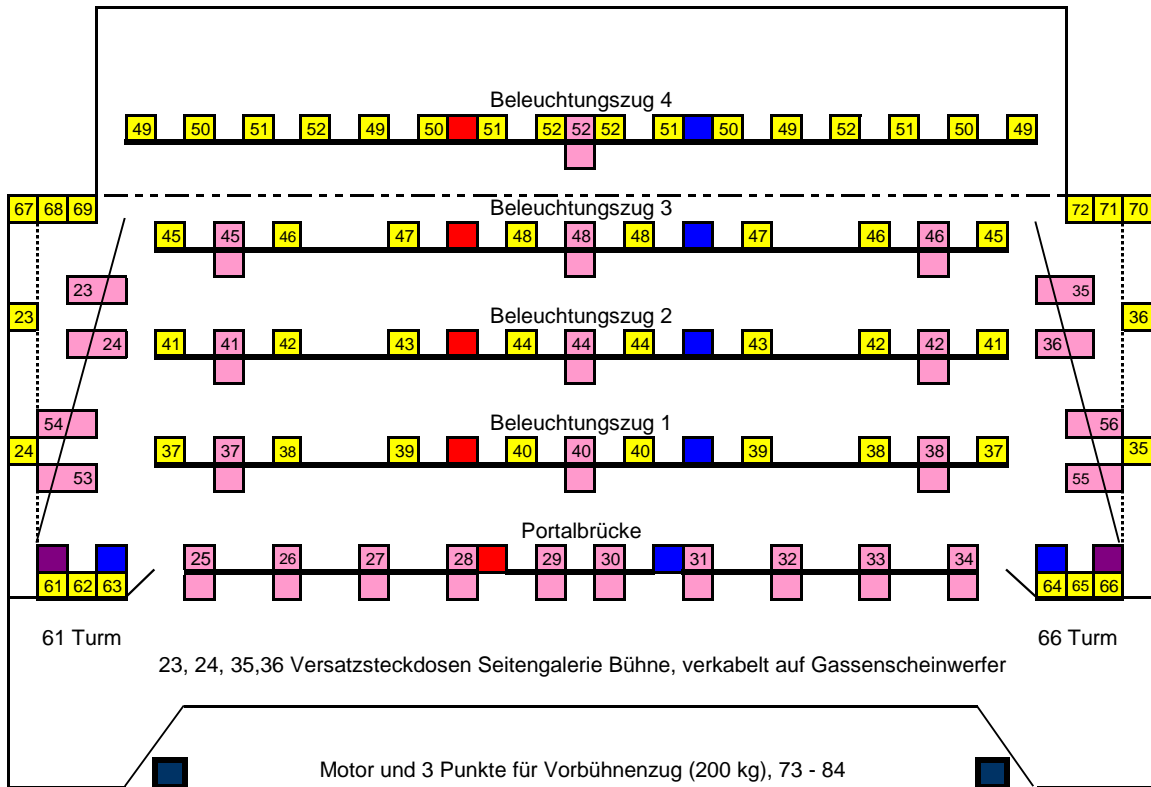 Beleuchtungszug 4
49 50 51 52 49 50 51 52 52 52 51 50 49 52 51 50 49
67 68 69 Beleuchtungszug 3 72 71 70
45 45 46 47 48 48 48 47 46 46 45
23 35
23 Beleuchtungszug 2 36
24 41 41 42 43 44 44 44 43 42 42 41 36
54 Beleuchtungszug 1 56
24 37 37 38 39 40 40 40 39 38 38 37 35
53 55
Portalbrücke
25 26 27 28 29 30 31 32 33 34
61 62 63 64 65 66
61 Turm 66 Turm
23, 24, 35,36 Versatzsteckdosen Seitengalerie Bühne, verkabelt auf Gassenscheinwerfer
Motor und 3 Punkte für Vorbühnenzug (200 kg), 73 - 84